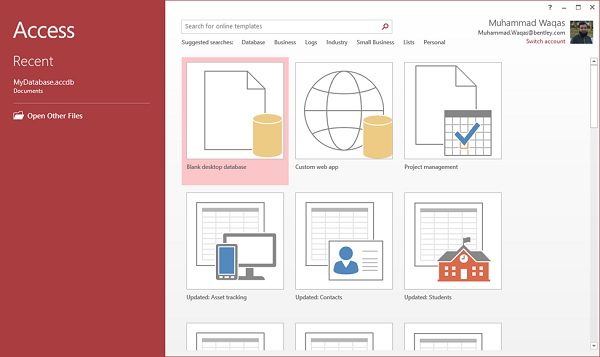 Access
Recent
MyDatabase.accdb
Documents
Open Other Files
Search for online templates
Suggested searches: Database Business Logs Industry Small Business Lists Personal
?
Muhammad Waqas
Muhammad.Waqas@bentley.com
Switch account
Blank desktop database
Custom web app
Project management
Updated: Asset tracking
Updated: Contacts
Updated: Students